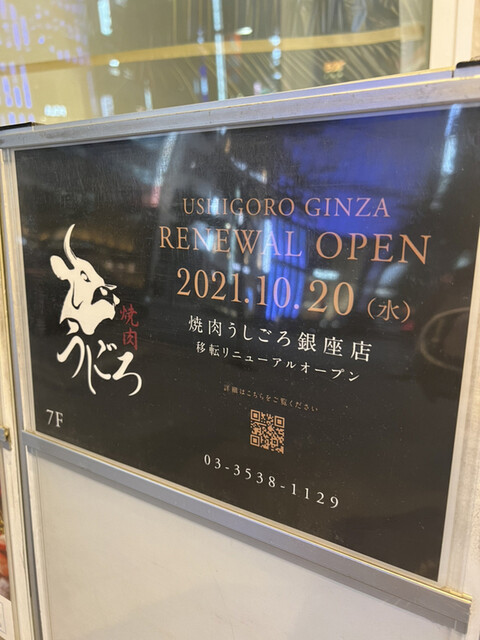 USHIGORO GINZA
RENEWAL OPEN
2021.10.20(水)
焼肉うしごろ銀座店
移転リニューアルオープン
詳細はこちらをご覧ください
03-3538-1129
焼肉
うしごろ
7F